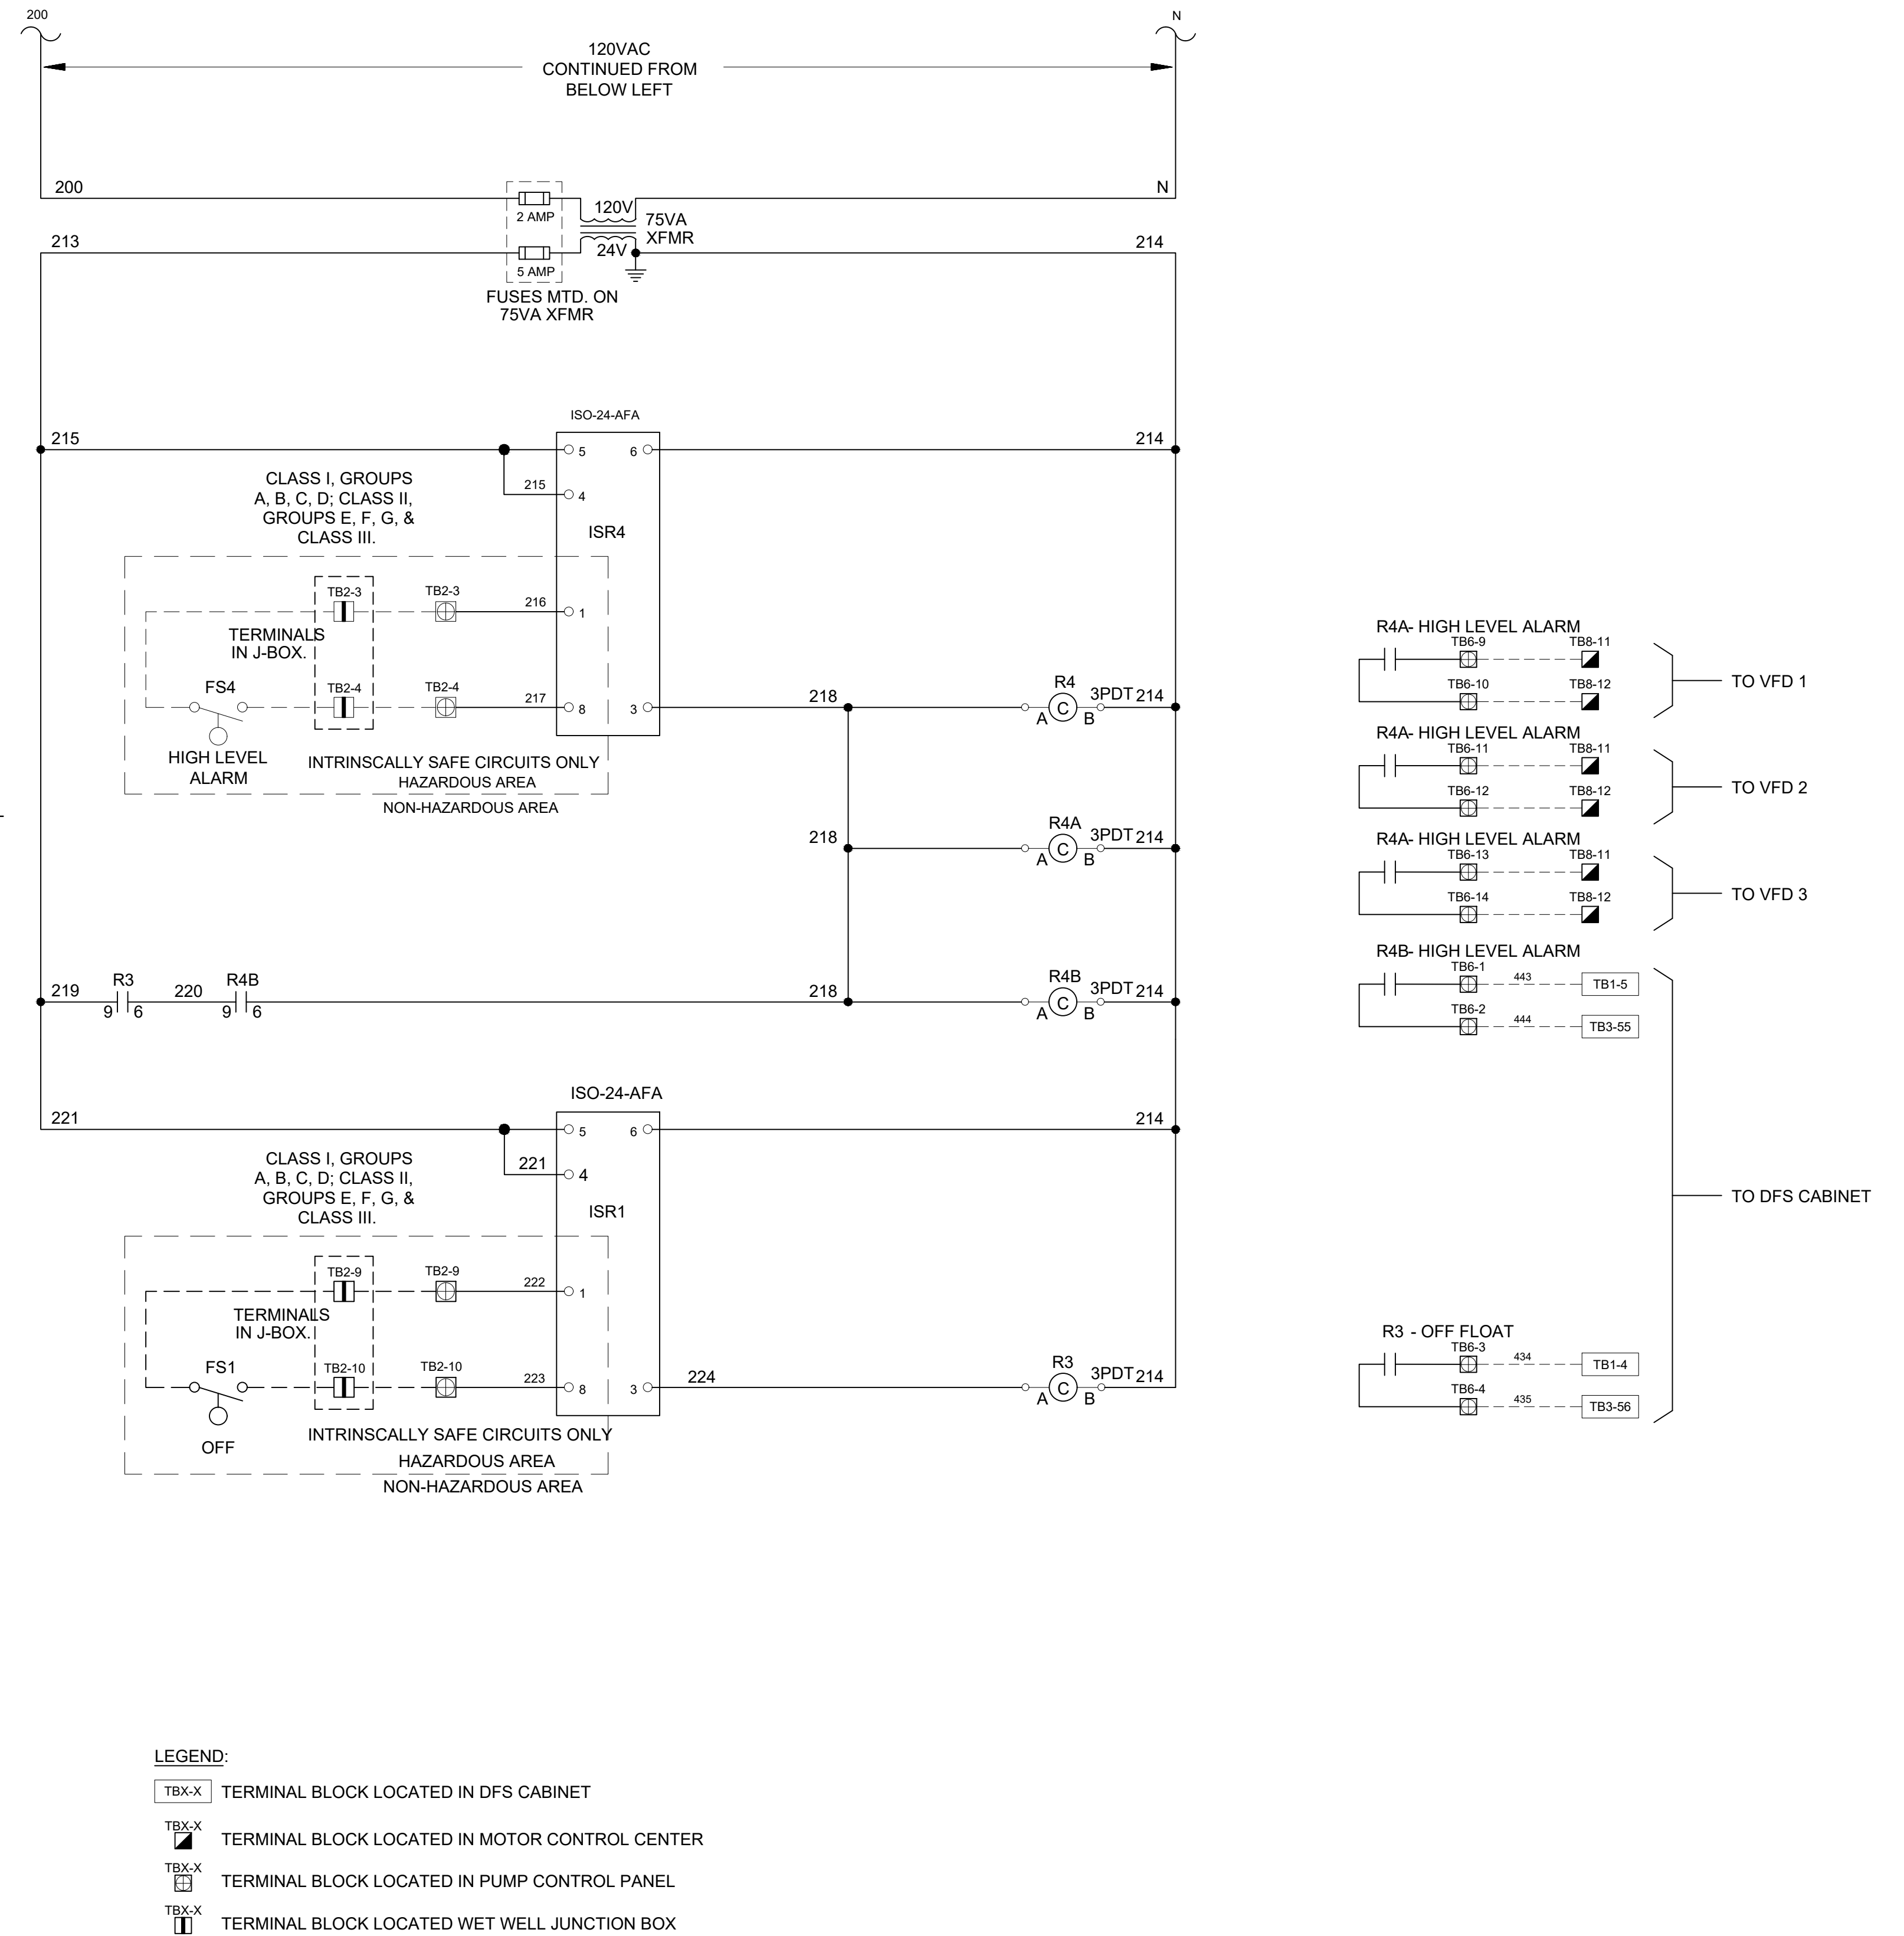 200
N
120VAC
CONTINUED FROM
BELOW LEFT
200
N
2 AMP
120V
75VA
XFMR
213
24V
214
5 AMP
FUSES MTD. ON
75VA XFMR
ISO-24-AFA
215
5
6
214
215
4
CLASS I, GROUPS
A, B, C, D; CLASS II,
GROUPS E, F, G, &
CLASS III.
ISR4
TB2-3
TB2-3
216
1
TERMINALS
IN J-BOX.
FS4
TB2-4
TB2-4
217
8
3
218
R4
A
C
B
3PDT
214
HIGH LEVEL
ALARM
INTRINSCALLY SAFE CIRCUITS ONLY
HAZARDOUS AREA
NON-HAZARDOUS AREA
218
R4A
A
C
B
3PDT
214
219
R3
9
6
220
R4B
9
6
218
R4B
A
C
B
3PDT
214
ISO-24-AFA
221
5
6
214
221
4
CLASS I, GROUPS
A, B, C, D; CLASS II,
GROUPS E, F, G, &
CLASS III.
ISR1
TB2-9
TB2-9
222
1
TERMINALS
IN J-BOX.
FS1
TB2-10
TB2-10
223
8
3
224
R3
A
C
B
3PDT
214
OFF
INTRINSCALLY SAFE CIRCUITS ONLY
HAZARDOUS AREA
NON-HAZARDOUS AREA
R4A- HIGH LEVEL ALARM
TB6-9
TB8-11
TB6-10
TB8-12
TO VFD 1
R4A- HIGH LEVEL ALARM
TB6-11
TB8-11
TB6-12
TB8-12
TO VFD 2
R4A- HIGH LEVEL ALARM
TB6-13
TB8-11
TB6-14
TB8-12
TO VFD 3
R4B- HIGH LEVEL ALARM
TB6-1
443
TB1-5
TB6-2
444
TB3-55
TO DFS CABINET
R3 - OFF FLOAT
TB6-3
434
TB1-4
TB6-4
435
TB3-56
LEGEND:
TBX-X TERMINAL BLOCK LOCATED IN DFS CABINET
TBX-X
TERMINAL BLOCK LOCATED IN MOTOR CONTROL CENTER
TBX-X
TERMINAL BLOCK LOCATED IN PUMP CONTROL PANEL
TBX-X
TERMINAL BLOCK LOCATED WET WELL JUNCTION BOX